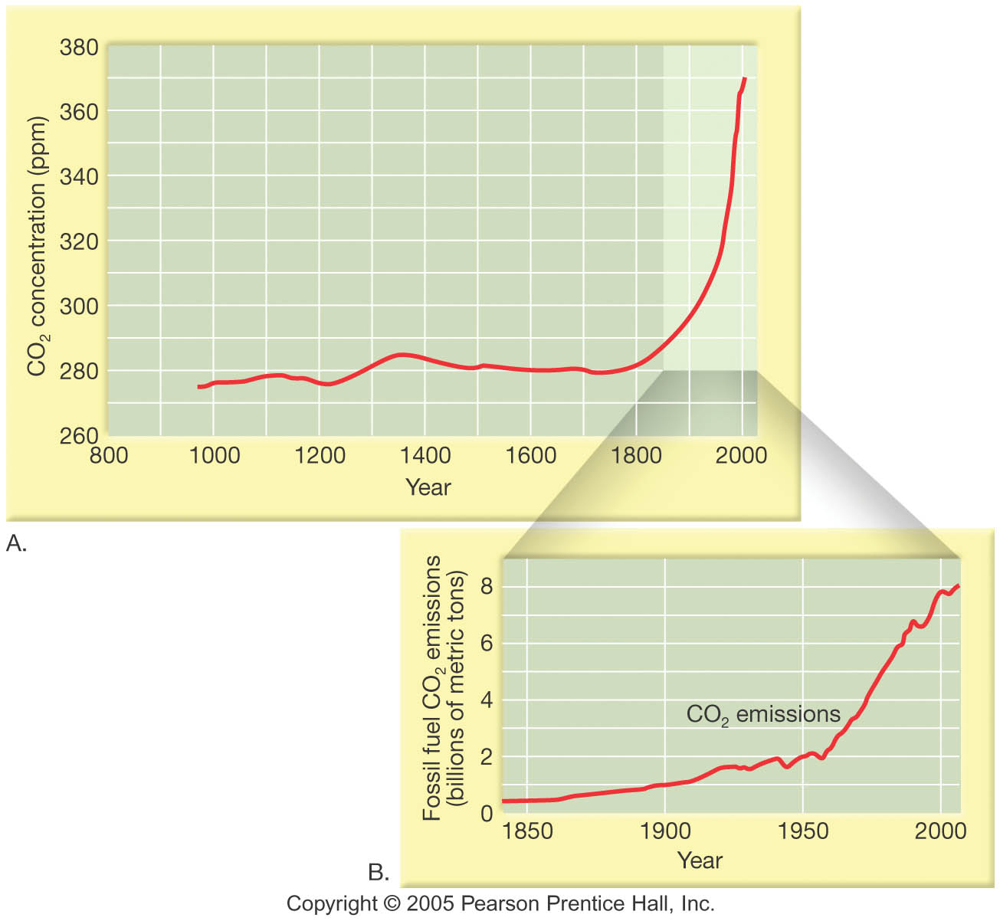 380
360
340
320
300
280
260
CO₂ concentration (ppm)
800 1000 1200 1400 1600 1800 2000
Year
A.
Fossil fuel CO₂ emissions
(billions of metric tons)
8
6
4
2
0
CO₂ emissions
1850 1900 1950 2000
Year
B.
Copyright © 2005 Pearson Prentice Hall, Inc.